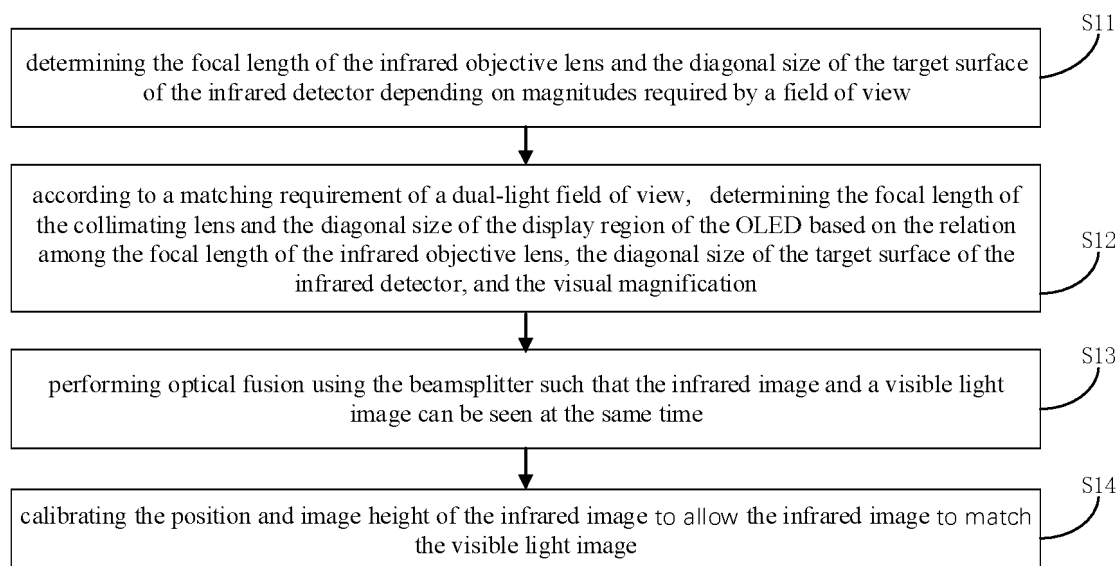 S11
determining the focal length of the infrared objective lens and the diagonal size of the target surface
of the infrared detector depending on magnitudes required by a field of view
according to a matching requirement of a dual-light field of view,  determining the focal length of
the collimating lens and the diagonal size of the display region of the OLED based on the relation
among the focal length of the infrared objective lens, the diagonal size of the target surface of the
infrared detector, and the visual magnification
S12
performing optical fusion using the beamsplitter such that the infrared image and a visible light
image can be seen at the same time
S13
calibrating the position and image height of the infrared image to allow the infrared image to match
the visible light image
S14